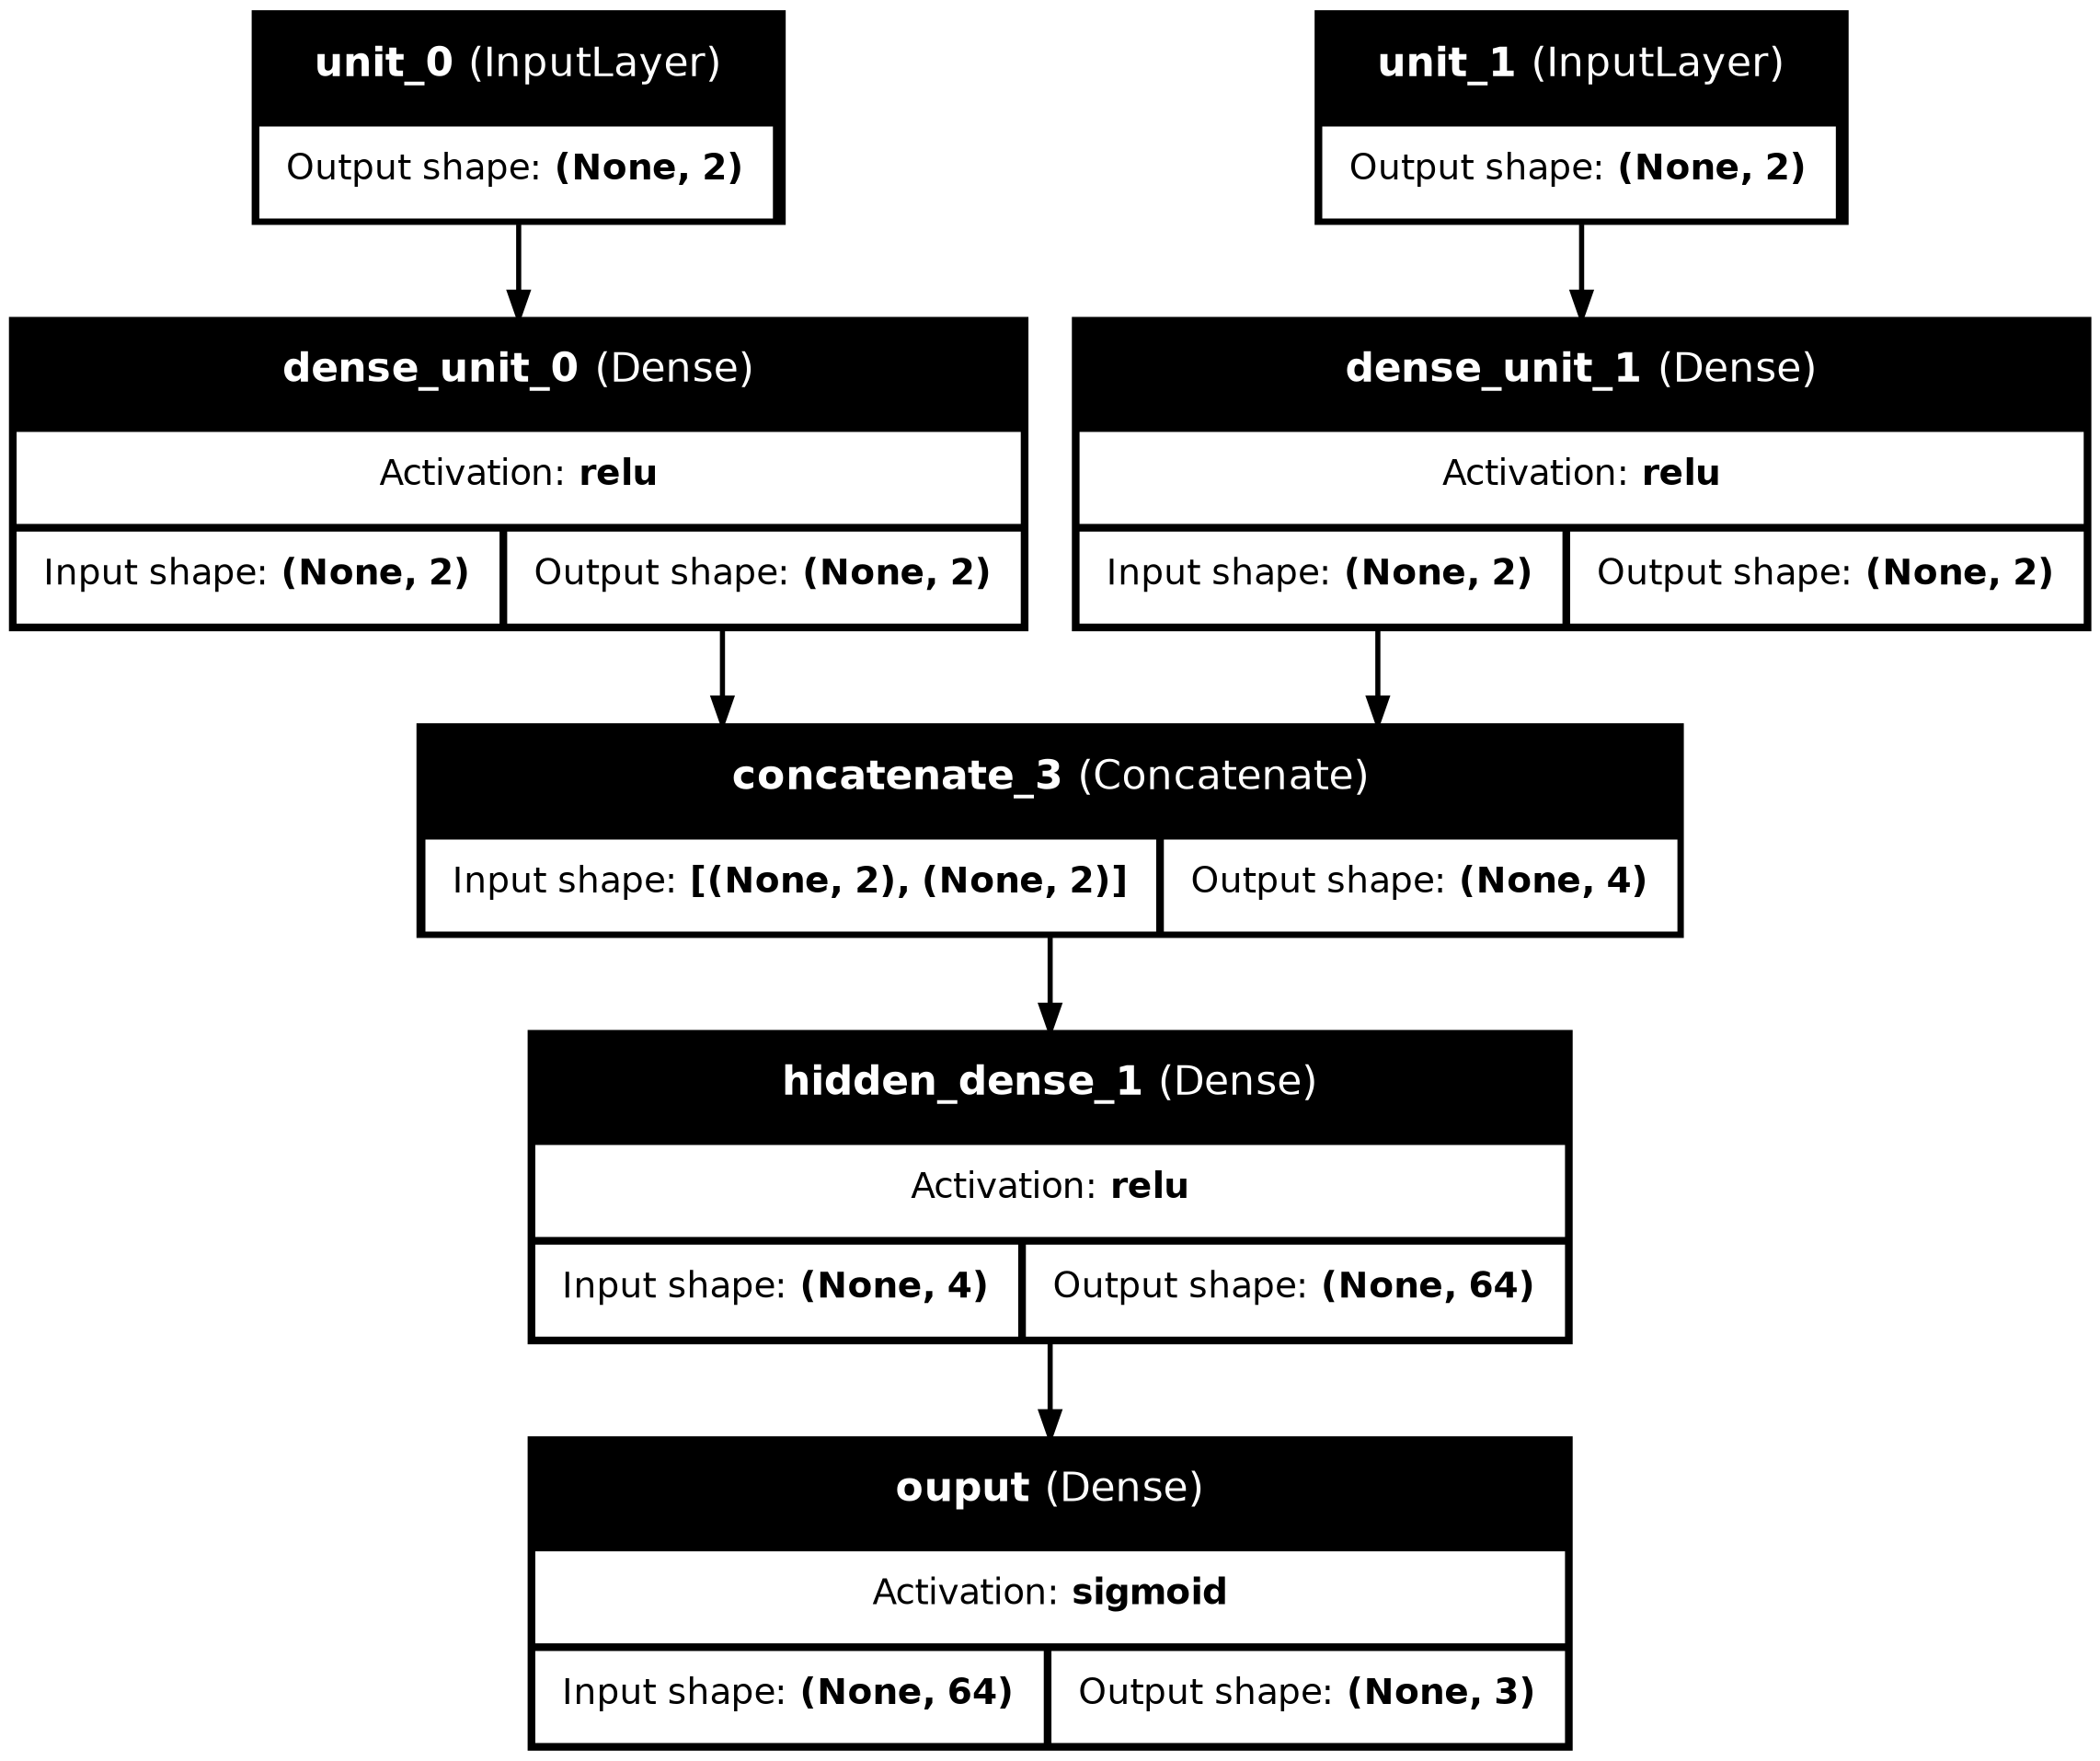 unit_0 (InputLayer)
Output shape: (None, 2)
unit_1 (InputLayer)
Output shape: (None, 2)
dense_unit_0 (Dense)
Activation: relu
Input shape: (None, 2)
Output shape: (None, 2)
dense_unit_1 (Dense)
Activation: relu
Input shape: (None, 2)
Output shape: (None, 2)
concatenate_3 (Concatenate)
Input shape: [(None, 2), (None, 2)]
Output shape: (None, 4)
hidden_dense_1 (Dense)
Activation: relu
Input shape: (None, 4)
Output shape: (None, 64)
ouput (Dense)
Activation: sigmoid
Input shape: (None, 64)
Output shape: (None, 3)